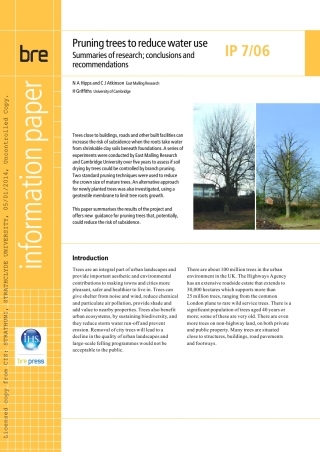 bre
information paper
IHS
bre press
Licensed copy from CIS: STRATHUNI, STRATHCLYDE UNIVERSITY, 05/01/2014, Uncontrolled Copy.
Pruning trees to reduce water use
Summaries of research; conclusions and
recommendations
IP 7/06
N A Hipps and C J Atkinson East Malling Research
H Griffiths University of Cambridge
Trees close to buildings, roads and other built facilities can
increase the risk of subsidence when the roots take water
from shrinkable clay soils beneath foundations. A series of
experiments were conducted by East Malling Research
and Cambridge University over five years to assess if soil
drying by trees could be controlled by branch pruning.
Two standard pruning techniques were used to reduce
the crown size of mature trees. An alternative approach
for newly planted trees was also investigated, using a
geotextile membrane to limit tree roots growth.
This paper summarises the results of the project and
offers new guidance for pruning trees that, potentially,
could reduce the risk of subsidence.
Introduction
Trees are an integral part of urban landscapes and
provide important aesthetic and environmental
contributions to making towns and cities more
pleasant, safer and healthier to live in. Trees can
give shelter from noise and wind, reduce chemical
and particulate air pollution, provide shade and
add value to nearby properties. Trees also benefit
urban ecosystems, by sustaining biodiversity, and
they reduce storm water run-off and prevent
erosion. Removal of city trees will lead to a
decline in the quality of urban landscapes and
large-scale felling programmes would not be
acceptable to the public.
There are about 100 million trees in the urban
environment in the UK. The Highways Agency
has an extensive roadside estate that extends to
30,000 hectares which supports more than
25 million trees, ranging from the common
London plane to rare wild service trees. There is a
significant population of trees aged 40 years or
more; some of these are very old. There are even
more trees on non-highway land, on both private
and public property. Many trees are situated
close to structures, buildings, road pavements
and footways.